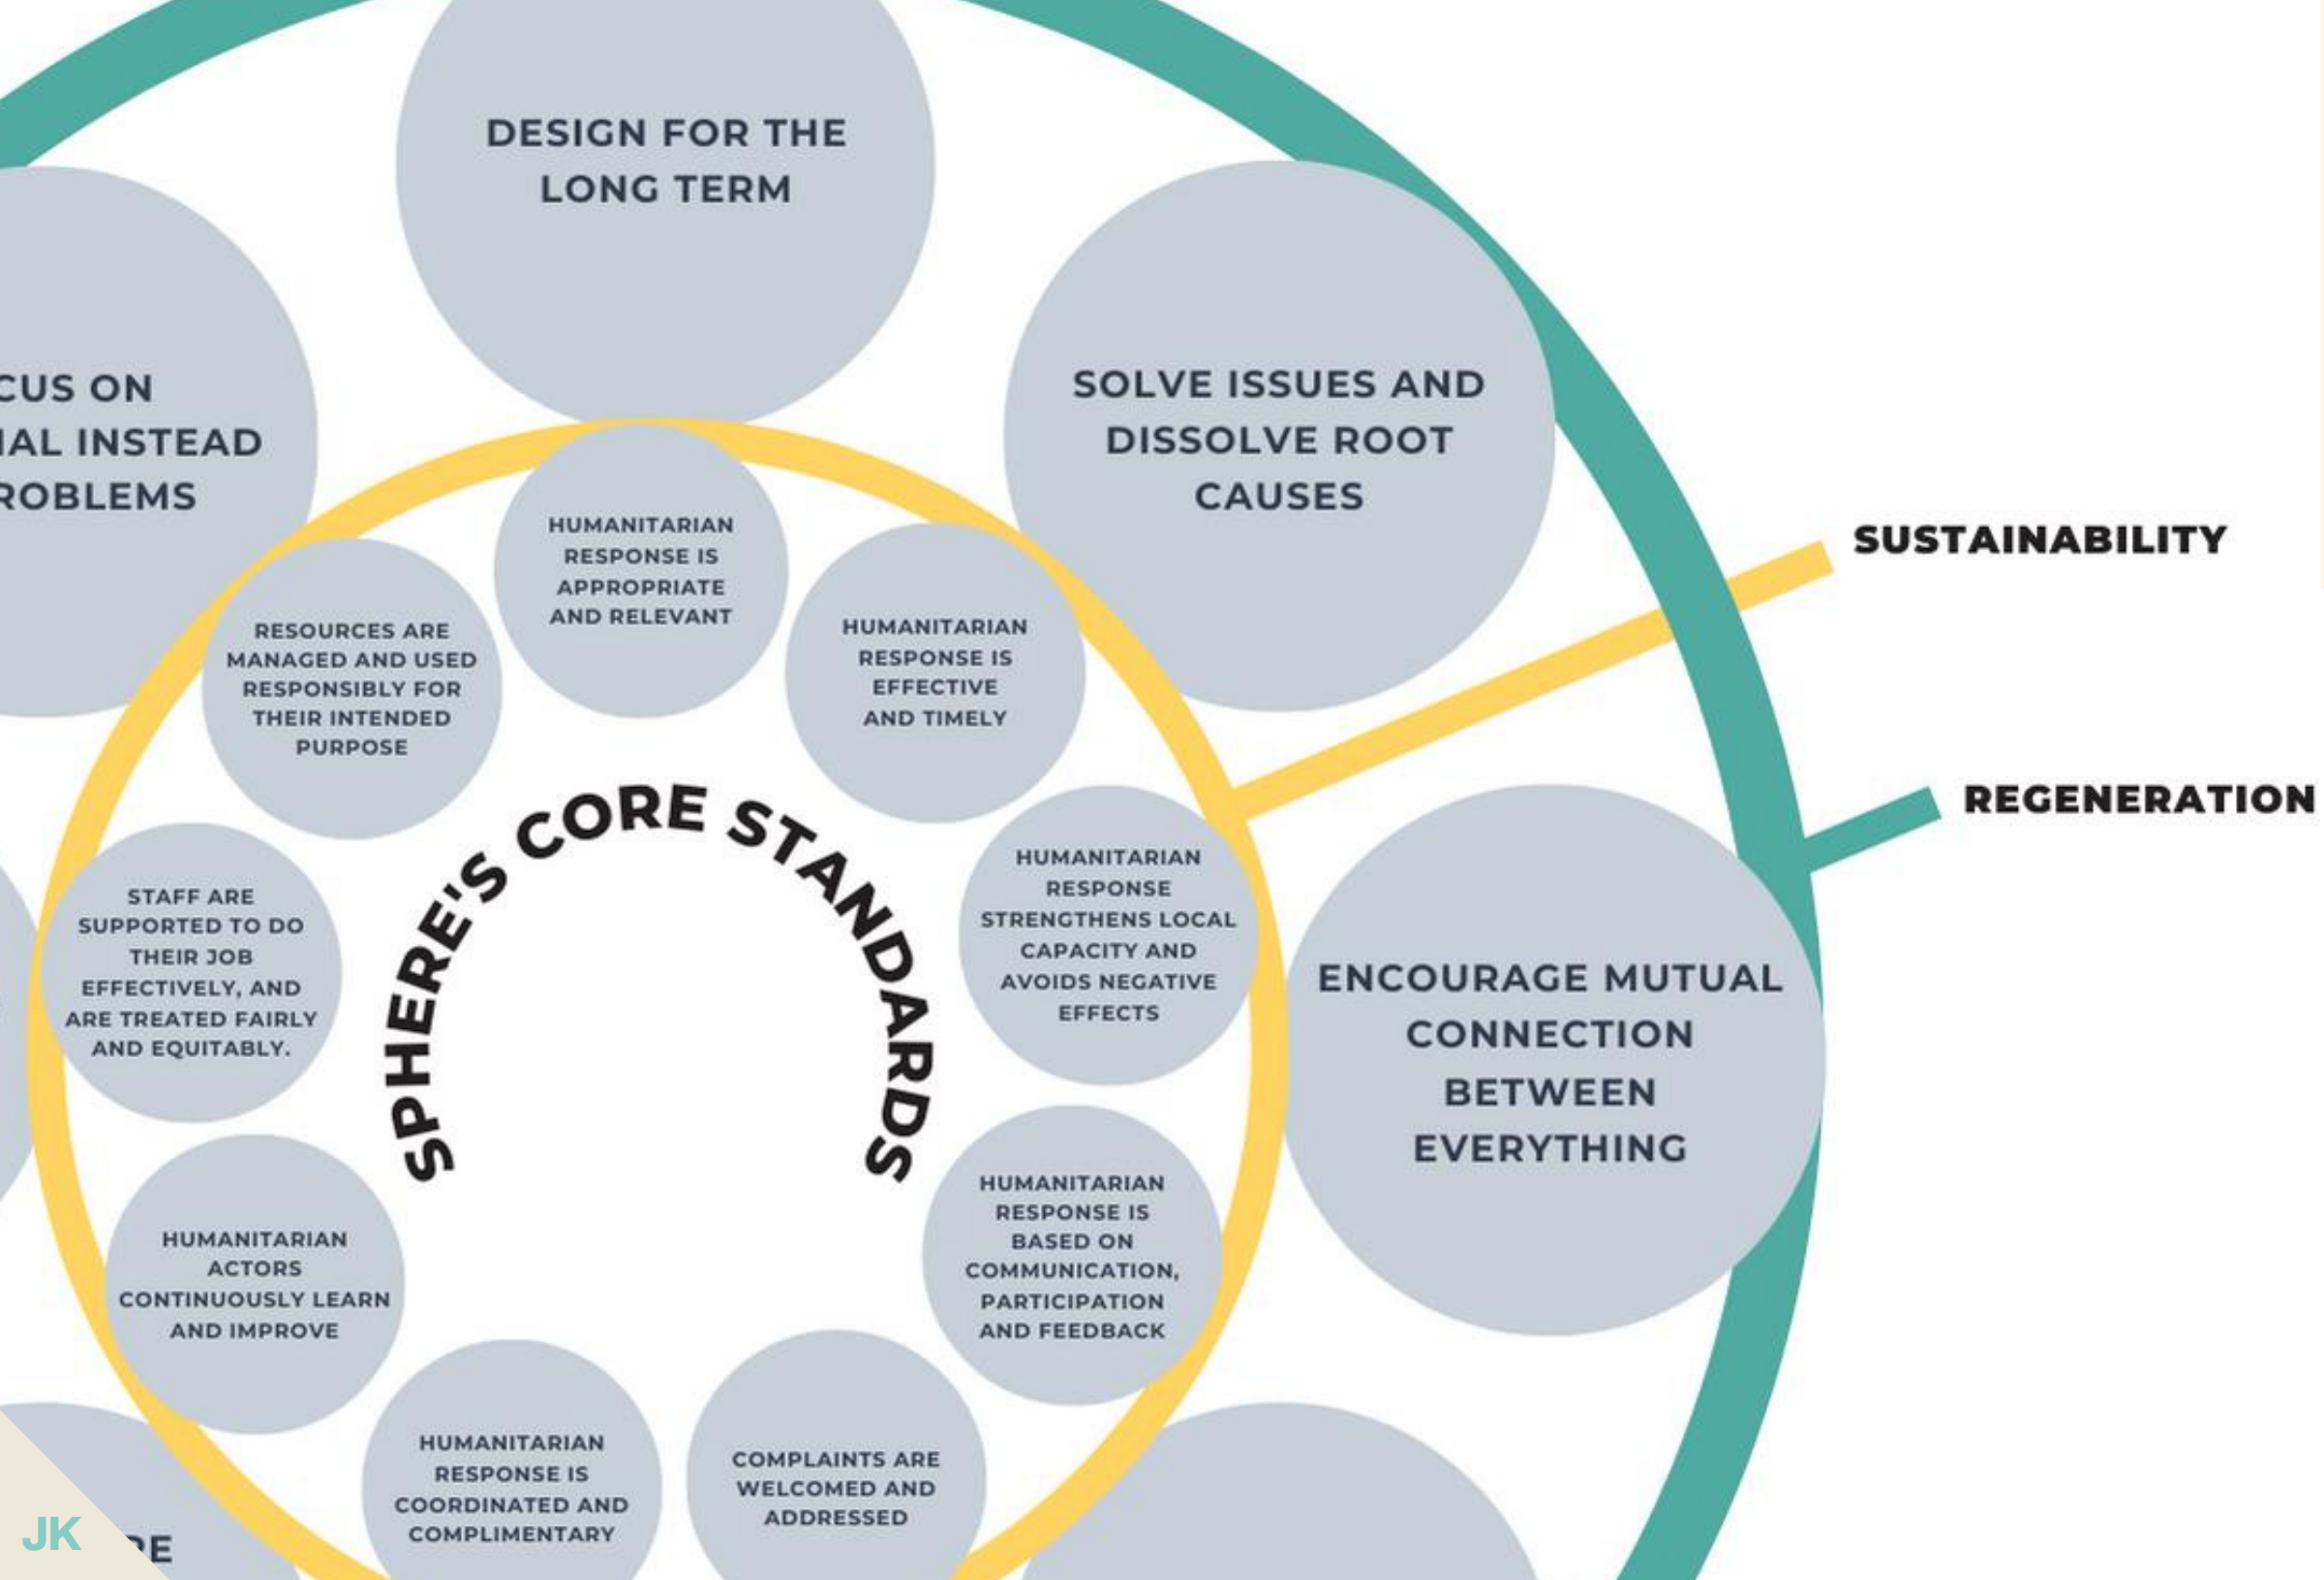 DESIGN FOR THE
LONG TERM
SOLVE ISSUES AND
DISSOLVE ROOT
CAUSES
CUS ON
IAL INSTEAD
ROBLEMS
SUSTAINABILITY
REGENERATION
ENCOURAGE MUTUAL
CONNECTION
BETWEEN
EVERYTHING
HUMANITARIAN
RESPONSE IS
APPROPRIATE
AND RELEVANT
HUMANITARIAN
RESPONSE IS
EFFECTIVE
AND TIMELY
HUMANITARIAN
RESPONSE
STRENGTHENS LOCAL
CAPACITY AND
AVOIDS NEGATIVE
EFFECTS
HUMANITARIAN
RESPONSE IS
BASED ON
COMMUNICATION,
PARTICIPATION
AND FEEDBACK
COMPLAINTS ARE
WELCOMED AND
ADDRESSED
HUMANITARIAN
RESPONSE IS
COORDINATED AND
COMPLIMENTARY
HUMANITARIAN
ACTORS
CONTINUOUSLY LEARN
AND IMPROVE
STAFF ARE
SUPPORTED TO DO
THEIR JOB
EFFECTIVELY, AND
ARE TREATED FAIRLY
AND EQUITABLY.
RESOURCES ARE
MANAGED AND USED
RESPONSIBLY FOR
THEIR INTENDED
PURPOSE
SPHERE'S CORE STANDARDS
JK
RE